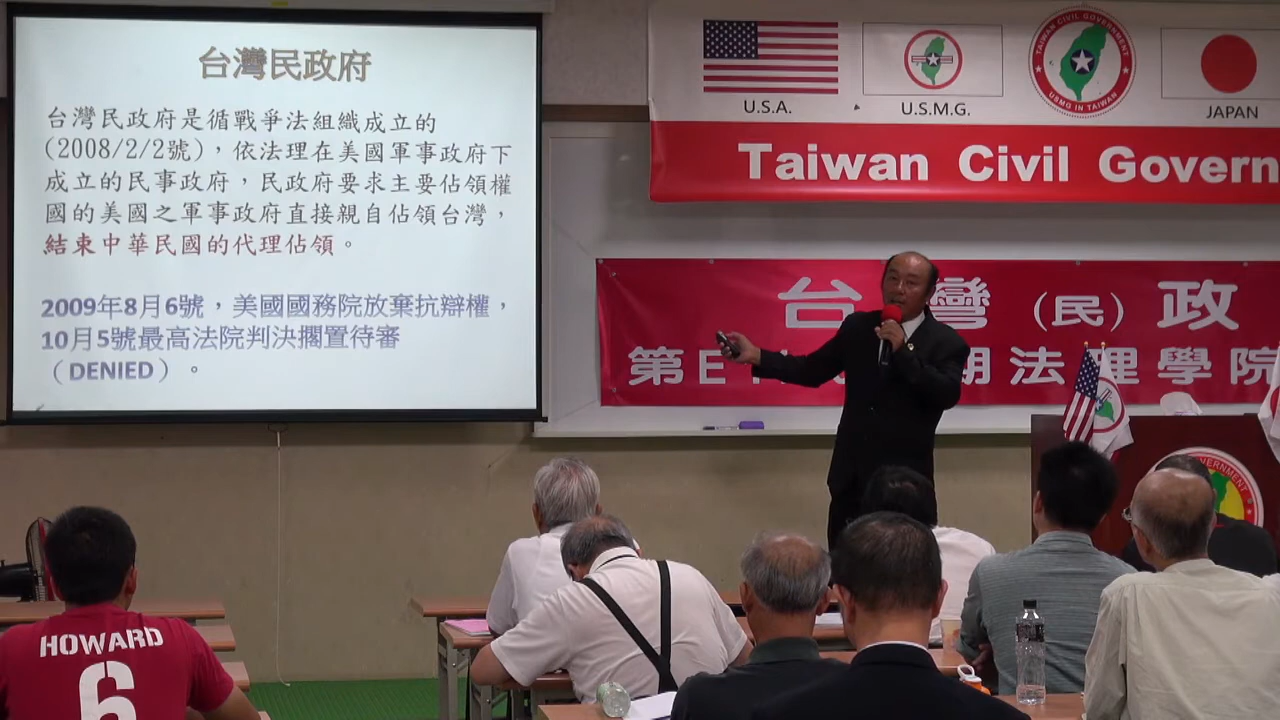 台灣民政府
台灣民政府是循戰爭法組織成立的
(2008/2/2號)，依法理在美國軍事政府下
成立的民事政府，民政府要求主要佔領權
國的美國之軍事政府直接親自佔領台灣，
結束中華民國的代理佔領。
2009年8月6號，美國國務院放棄抗辯權，
10月5號最高法院判決擱置待審
（DENIED）。
U.S.A.
U.S.M.G.
TAIWAN CIVIL GOVERNMENT
USMG IN TAIWAN
JAPAN
Taiwan Civil Govern
台灣（民）政
第E 期法理學院
HOWARD
6